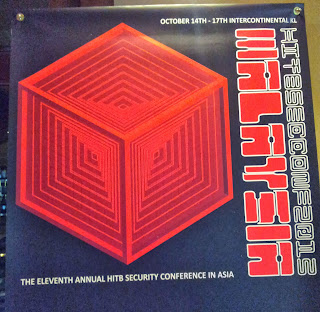 OCTOBER 14TH - 17TH INTERCONTINENTAL KL
HITBSECCONF2013
MALAYSIA
THE ELEVENTH ANNUAL HITB SECURITY CONFERENCE IN ASIA